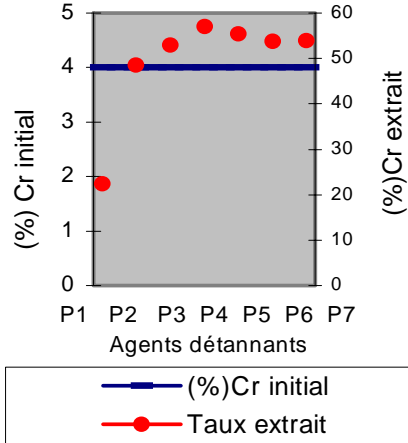 5
4
3
2
1
0
(%) Cr initial
60
50
40
30
20
10
0
(%)Cr extrait
P1 P2 P3 P4 P5 P6 P7
Agents détannants
(%)Cr initial
Taux extrait